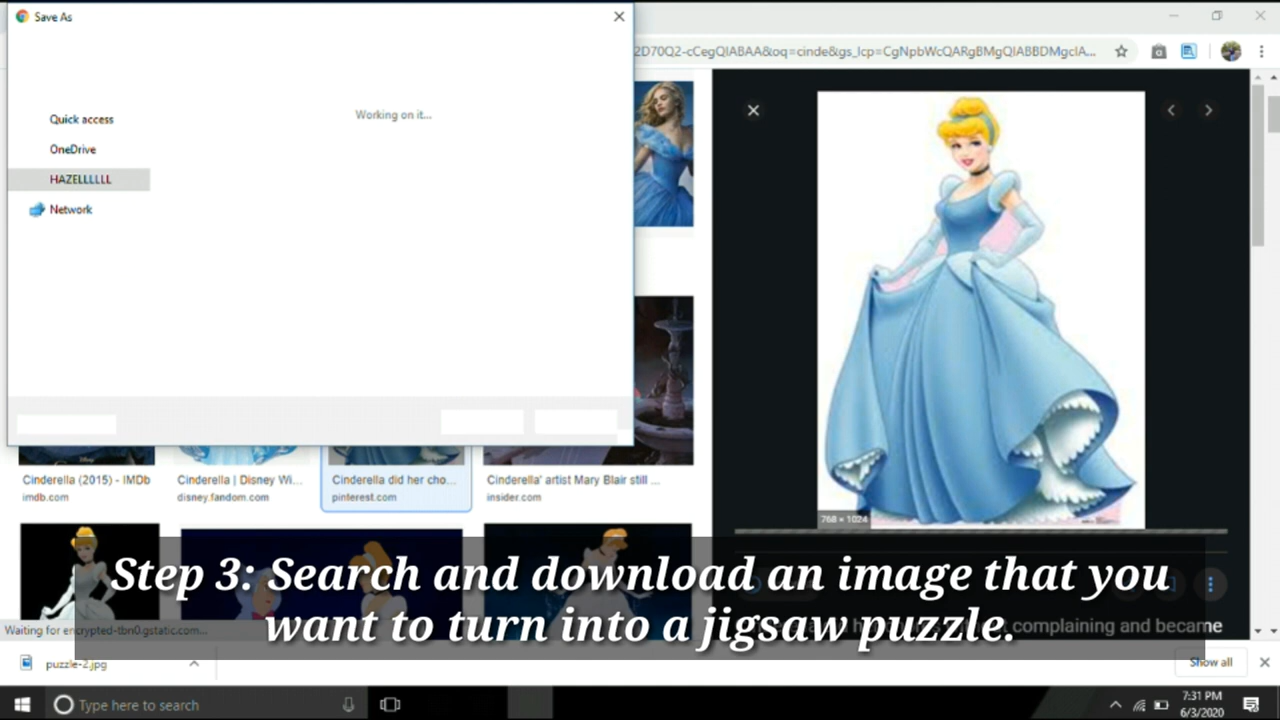 Save As
2D70Q2-cCegQIABAA&oq=cinde&gs_lcp=CgNpbWcQARgBMgQIABBDMgcIA...
Quick access
Working on it...
OneDrive
HAZELLLLLL
Network
768 × 1024
Cinderella (2015) - IMDb
imdb.com
Cinderella | Disney Wi...
disney.fandom.com
Cinderella did her cho...
pinterest.com
Cinderella' artist Mary Blair still ...
insider.com
Step 3: Search and download an image that you
want to turn into a jigsaw puzzle.
complaining and became
Waiting for encrypted-tbn0.gstatic.com...
puzzle-2.jpg
Show all
Type here to search
7:31 PM
6/3/2020